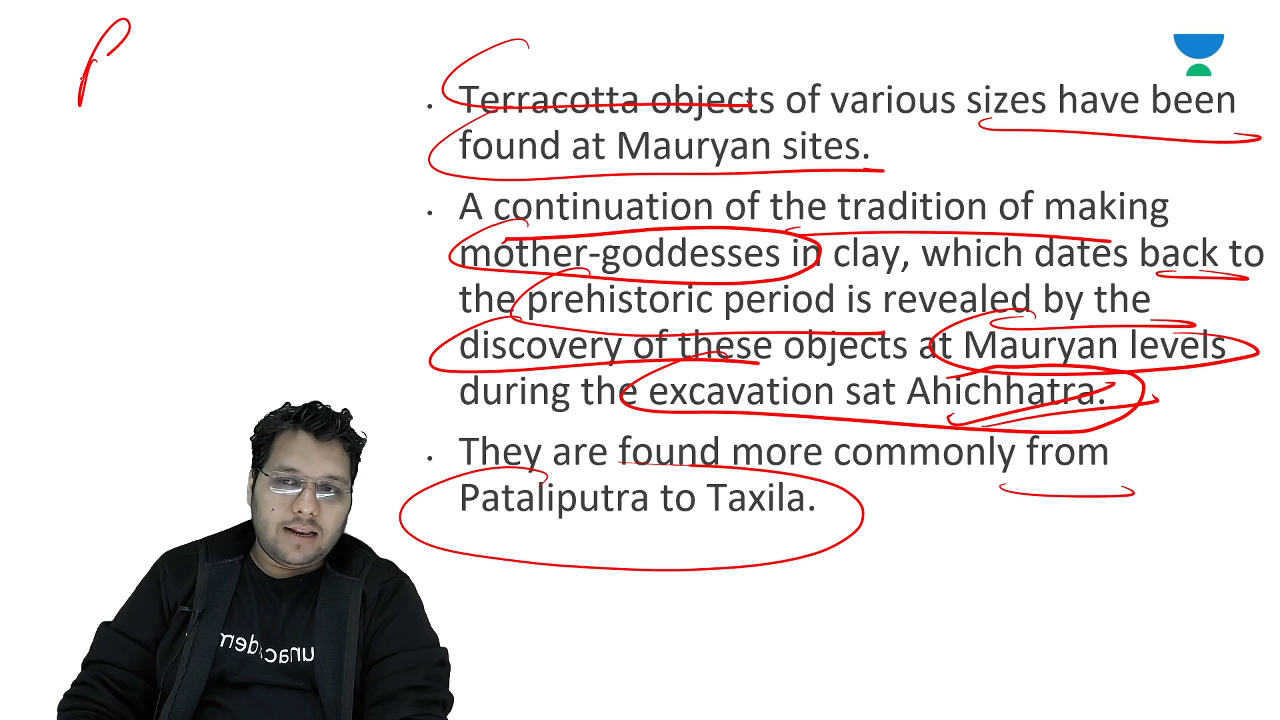 • Terracotta objects of various sizes have been
found at Mauryan sites.
• A continuation of the tradition of making
mother-goddesses in clay, which dates back to
the prehistoric period is revealed by the
discovery of these objects at Mauryan levels
during the excavation sat Ahichhatra.
• They are found more commonly from
Pataliputra to Taxila.